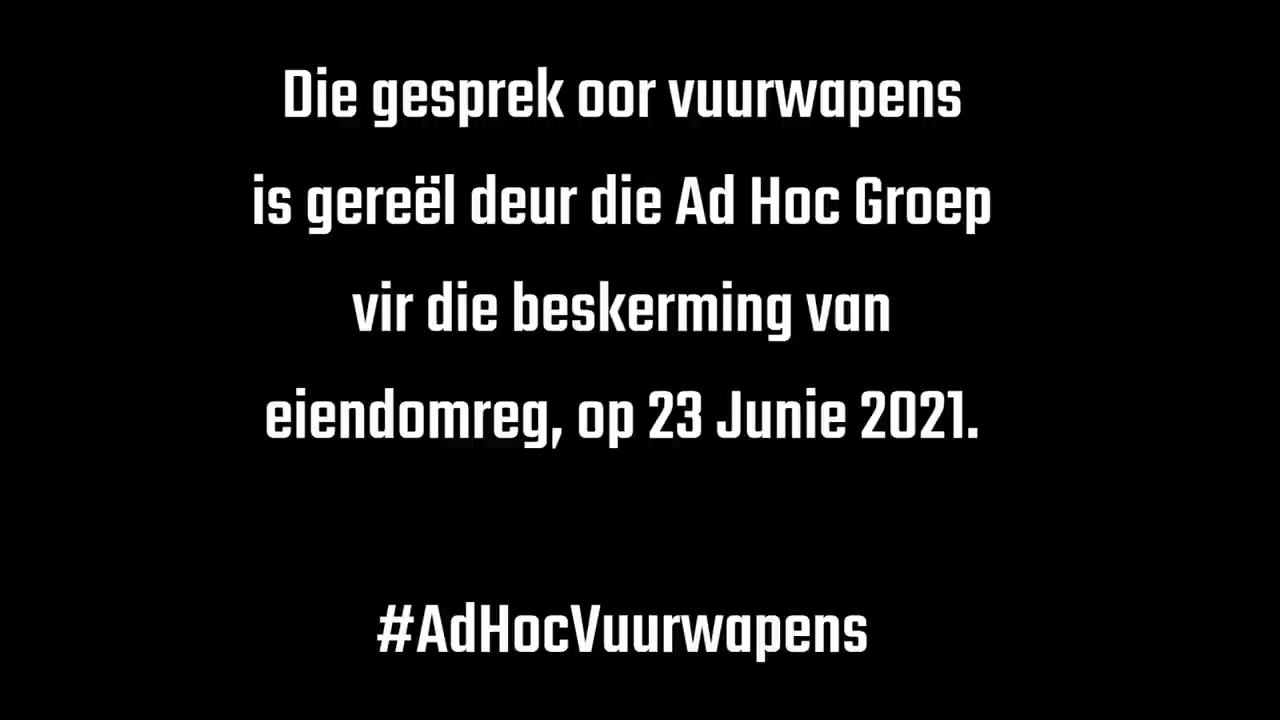 Die gesprek oor vuurwapens
is gereël deur die Ad Hoc Groep
vir die beskerming van
eiendomreg, op 23 Junie 2021.
#AdHocVuurwapens